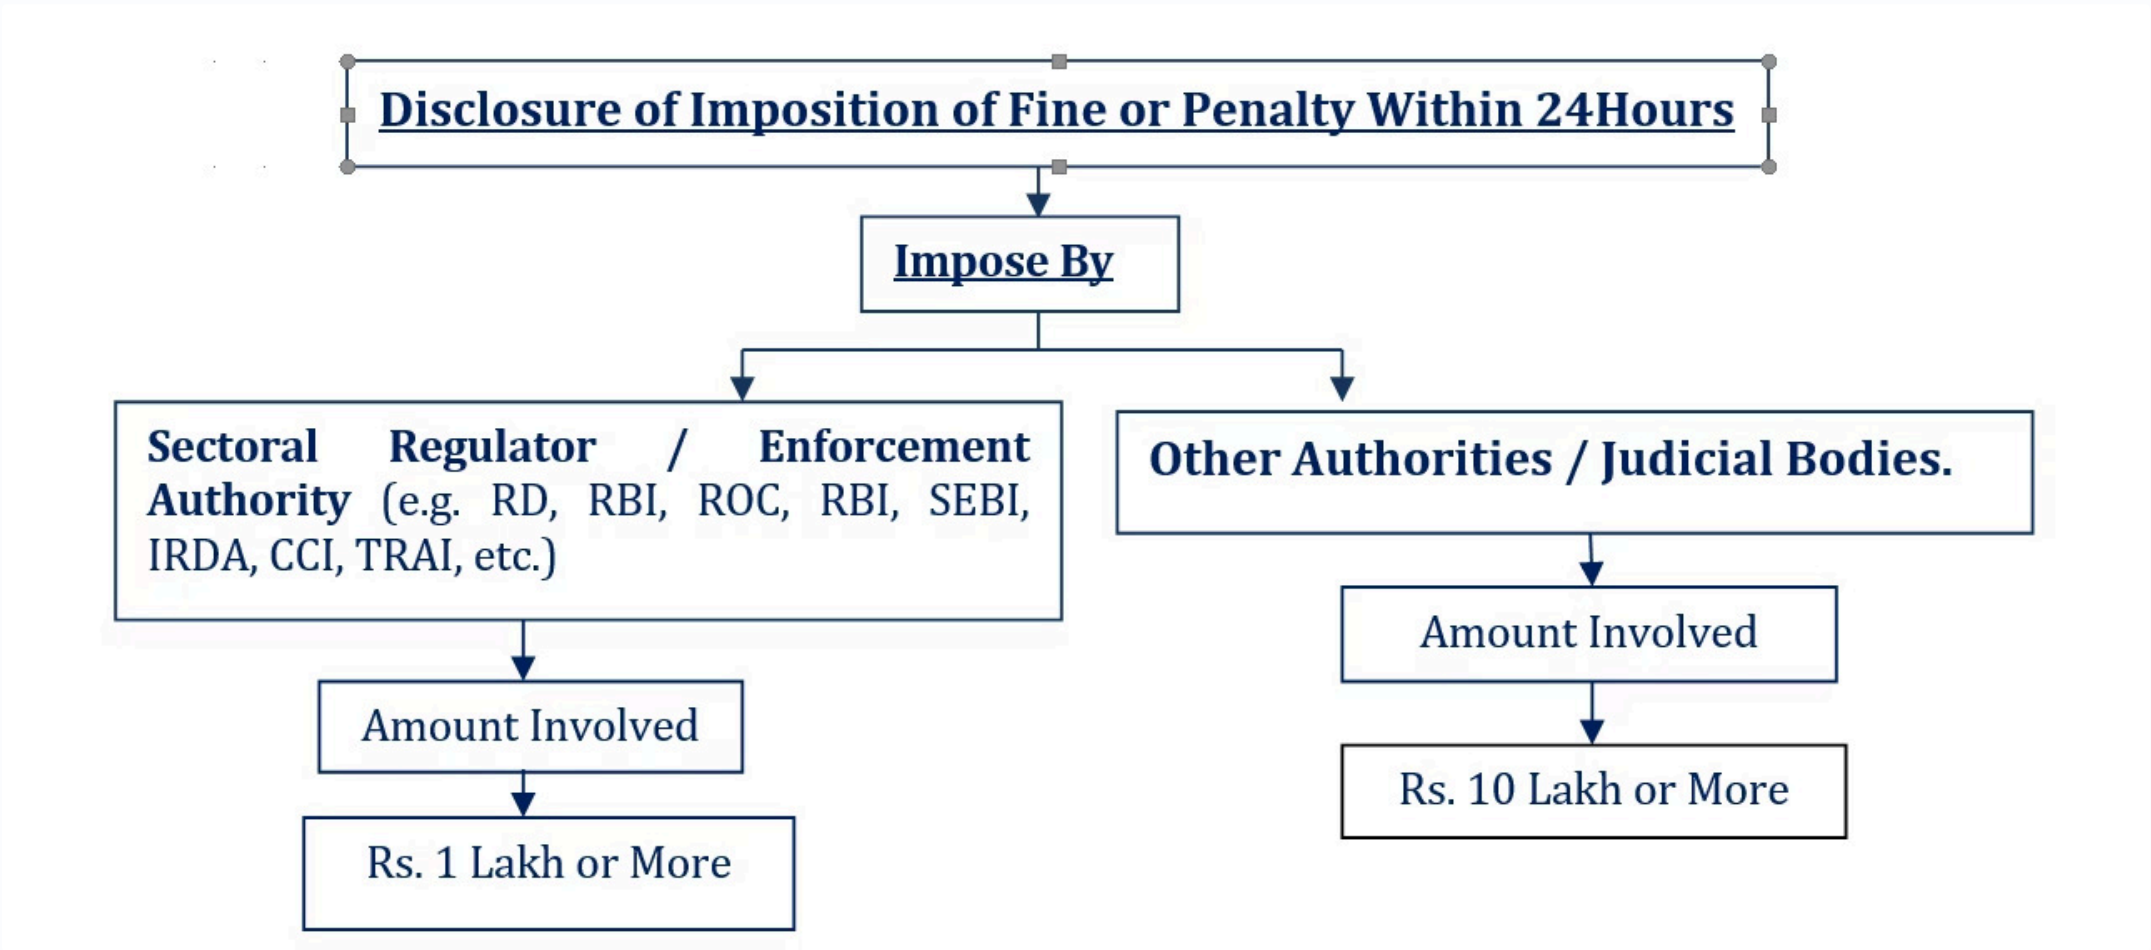 Disclosure of Imposition of Fine or Penalty Within 24Hours
Impose By
Sectoral Regulator / Enforcement
Authority (e.g. RD, RBI, ROC, RBI, SEBI,
IRDA, CCI, TRAI, etc.)
Amount Involved
Rs. 1 Lakh or More
Other Authorities / Judicial Bodies.
Amount Involved
Rs. 10 Lakh or More